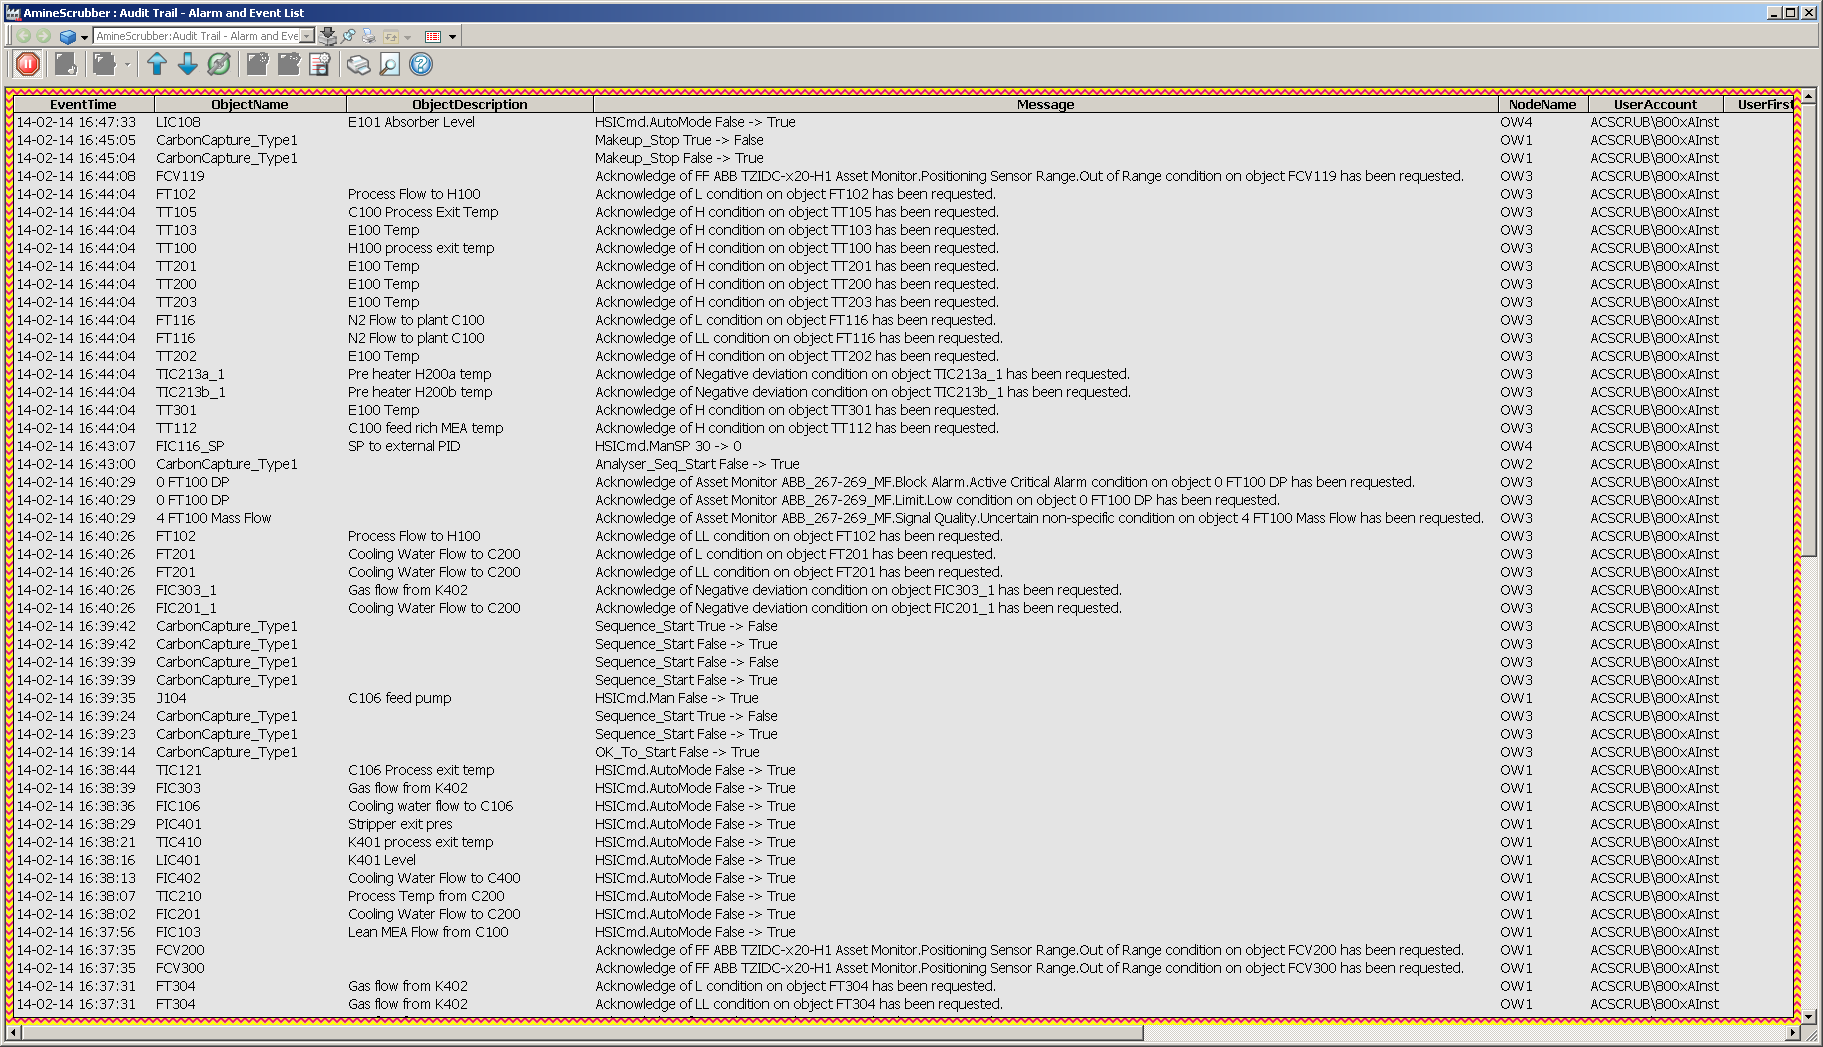 AmineScrubber : Audit Trail - Alarm and Event List
AmineScrubber:Audit Trail - Alarm and Eve
EventTime ObjectName ObjectDescription Message NodeName UserAccount UserFirst
14-02-14 16:47:33 LIC108 E101 Absorber Level HSICmd.AutoMode False -> True OW4 ACSCRUB\800xAInst
14-02-14 16:45:05 CarbonCapture_Type1 Makeup_Stop True -> False OW1 ACSCRUB\800xAInst
14-02-14 16:45:04 CarbonCapture_Type1 Makeup_Stop False -> True OW1 ACSCRUB\800xAInst
14-02-14 16:44:08 FCV119 Acknowledge of FF ABB TZIDC-x20-H1 Asset Monitor.Positioning Sensor Range.Out of Range condition on object FCV119 has been requested. OW3 ACSCRUB\800xAInst
14-02-14 16:44:04 FT102 Process Flow to H100 Acknowledge of L condition on object FT102 has been requested. OW3 ACSCRUB\800xAInst
14-02-14 16:44:04 TT105 C100 Process Exit Temp Acknowledge of H condition on object TT105 has been requested. OW3 ACSCRUB\800xAInst
14-02-14 16:44:04 TT103 E100 Temp Acknowledge of H condition on object TT103 has been requested. OW3 ACSCRUB\800xAInst
14-02-14 16:44:04 TT100 H100 process exit temp Acknowledge of H condition on object TT100 has been requested. OW3 ACSCRUB\800xAInst
14-02-14 16:44:04 TT201 E100 Temp Acknowledge of H condition on object TT201 has been requested. OW3 ACSCRUB\800xAInst
14-02-14 16:44:04 TT200 E100 Temp Acknowledge of H condition on object TT200 has been requested. OW3 ACSCRUB\800xAInst
14-02-14 16:44:04 TT203 E100 Temp Acknowledge of H condition on object TT203 has been requested. OW3 ACSCRUB\800xAInst
14-02-14 16:44:04 FT116 N2 Flow to plant C100 Acknowledge of L condition on object FT116 has been requested. OW3 ACSCRUB\800xAInst
14-02-14 16:44:04 FT116 N2 Flow to plant C100 Acknowledge of LL condition on object FT116 has been requested. OW3 ACSCRUB\800xAInst
14-02-14 16:44:04 TT202 E100 Temp Acknowledge of H condition on object TT202 has been requested. OW3 ACSCRUB\800xAInst
14-02-14 16:44:04 TIC213a_1 Pre heater H200a temp Acknowledge of Negative deviation condition on object TIC213a_1 has been requested. OW3 ACSCRUB\800xAInst
14-02-14 16:44:04 TIC213b_1 Pre heater H200b temp Acknowledge of Negative deviation condition on object TIC213b_1 has been requested. OW3 ACSCRUB\800xAInst
14-02-14 16:44:04 TT301 E100 Temp Acknowledge of H condition on object TT301 has been requested. OW3 ACSCRUB\800xAInst
14-02-14 16:44:04 TT112 C100 feed rich MEA temp Acknowledge of H condition on object TT112 has been requested. OW3 ACSCRUB\800xAInst
14-02-14 16:43:07 FIC116_SP SP to external PID HSICmd.ManSP 30 -> 0 OW4 ACSCRUB\800xAInst
14-02-14 16:43:00 CarbonCapture_Type1 Analyser_Seq_Start False -> True OW2 ACSCRUB\800xAInst
14-02-14 16:40:29 0 FT100 DP Acknowledge of Asset Monitor ABB_267-269_MF.Block Alarm.Active Critical Alarm condition on object 0 FT100 DP has been requested. OW3 ACSCRUB\800xAInst
14-02-14 16:40:29 0 FT100 DP Acknowledge of Asset Monitor ABB_267-269_MF.Limit.Low condition on object 0 FT100 DP has been requested. OW3 ACSCRUB\800xAInst
14-02-14 16:40:29 4 FT100 Mass Flow Acknowledge of Asset Monitor ABB_267-269_MF.Signal Quality.Uncertain non-specific condition on object 4 FT100 Mass Flow has been requested. OW3 ACSCRUB\800xAInst
14-02-14 16:40:26 FT102 Process Flow to H100 Acknowledge of LL condition on object FT102 has been requested. OW3 ACSCRUB\800xAInst
14-02-14 16:40:26 FT201 Cooling Water Flow to C200 Acknowledge of L condition on object FT201 has been requested. OW3 ACSCRUB\800xAInst
14-02-14 16:40:26 FT201 Cooling Water Flow to C200 Acknowledge of LL condition on object FT201 has been requested. OW3 ACSCRUB\800xAInst
14-02-14 16:40:26 FIC303_1 Gas flow from K402 Acknowledge of Negative deviation condition on object FIC303_1 has been requested. OW3 ACSCRUB\800xAInst
14-02-14 16:40:26 FIC201_1 Cooling Water Flow to C200 Acknowledge of Negative deviation condition on object FIC201_1 has been requested. OW3 ACSCRUB\800xAInst
14-02-14 16:39:42 CarbonCapture_Type1 Sequence_Start True -> False OW3 ACSCRUB\800xAInst
14-02-14 16:39:42 CarbonCapture_Type1 Sequence_Start False -> True OW3 ACSCRUB\800xAInst
14-02-14 16:39:39 CarbonCapture_Type1 Sequence_Start False -> False OW3 ACSCRUB\800xAInst
14-02-14 16:39:39 CarbonCapture_Type1 Sequence_Start False -> True OW3 ACSCRUB\800xAInst
14-02-14 16:39:35 J104 C106 feed pump HSICmd.Man False -> True OW1 ACSCRUB\800xAInst
14-02-14 16:39:24 CarbonCapture_Type1 Sequence_Start True -> False OW3 ACSCRUB\800xAInst
14-02-14 16:39:23 CarbonCapture_Type1 Sequence_Start False -> True OW3 ACSCRUB\800xAInst
14-02-14 16:39:14 CarbonCapture_Type1 OK_To_Start False -> True OW3 ACSCRUB\800xAInst
14-02-14 16:38:44 TIC121 C106 Process exit temp HSICmd.AutoMode False -> True OW1 ACSCRUB\800xAInst
14-02-14 16:38:39 FIC303 Gas flow from K402 HSICmd.AutoMode False -> True OW1 ACSCRUB\800xAInst
14-02-14 16:38:36 FIC106 Cooling water flow to C106 HSICmd.AutoMode False -> True OW1 ACSCRUB\800xAInst
14-02-14 16:38:29 PIC401 Stripper exit pres HSICmd.AutoMode False -> True OW1 ACSCRUB\800xAInst
14-02-14 16:38:21 TIC410 K401 process exit temp HSICmd.AutoMode False -> True OW1 ACSCRUB\800xAInst
14-02-14 16:38:16 LIC401 K401 Level HSICmd.AutoMode False -> True OW1 ACSCRUB\800xAInst
14-02-14 16:38:13 FIC402 Cooling Water Flow to C400 HSICmd.AutoMode False -> True OW1 ACSCRUB\800xAInst
14-02-14 16:38:07 TIC210 Process Temp from C200 HSICmd.AutoMode False -> True OW1 ACSCRUB\800xAInst
14-02-14 16:38:02 FIC201 Cooling Water Flow to C200 HSICmd.AutoMode False -> True OW1 ACSCRUB\800xAInst
14-02-14 16:37:56 FIC103 Lean MEA Flow from C100 HSICmd.AutoMode False -> True OW1 ACSCRUB\800xAInst
14-02-14 16:37:35 FCV200 Acknowledge of FF ABB TZIDC-x20-H1 Asset Monitor.Positioning Sensor Range.Out of Range condition on object FCV200 has been requested. OW1 ACSCRUB\800xAInst
14-02-14 16:37:35 FCV300 Acknowledge of FF ABB TZIDC-x20-H1 Asset Monitor.Positioning Sensor Range.Out of Range condition on object FCV300 has been requested. OW1 ACSCRUB\800xAInst
14-02-14 16:37:31 FT304 Gas flow from K402 Acknowledge of L condition on object FT304 has been requested. OW1 ACSCRUB\800xAInst
14-02-14 16:37:31 FT304 Gas flow from K402 Acknowledge of LL condition on object FT304 has been requested. OW1 ACSCRUB\800xAInst